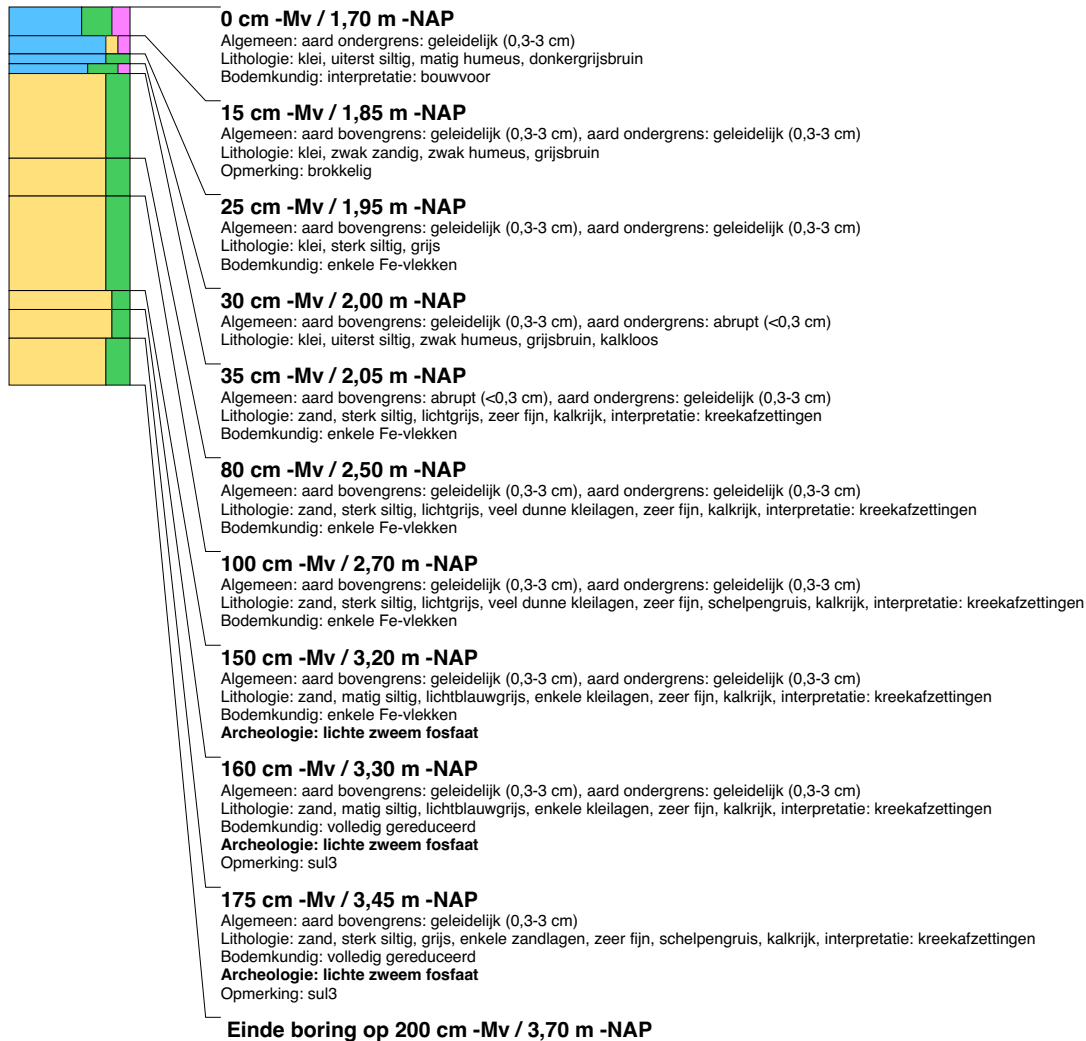 0 cm -Mv / 1,70 m -NAP
Algemeen: aard ondergrens: geleidelijk (0,3-3 cm)
Lithologie: klei, uiterst siltig, matig humeus, donkergrijsbruin
Bodemkundig: interpretatie: bouwvoor
15 cm -Mv / 1,85 m -NAP
Algemeen: aard bovengrens: geleidelijk (0,3-3 cm), aard ondergrens: geleidelijk (0,3-3 cm)
Lithologie: klei, zwak zandig, zwak humeus, grijsbruin
Opmerking: brokkelig
25 cm -Mv / 1,95 m -NAP
Algemeen: aard bovengrens: geleidelijk (0,3-3 cm), aard ondergrens: geleidelijk (0,3-3 cm)
Lithologie: klei, sterk siltig, grijs
Bodemkundig: enkele Fe-vlekken
30 cm -Mv / 2,00 m -NAP
Algemeen: aard bovengrens: geleidelijk (0,3-3 cm), aard ondergrens: abrupt (<0,3 cm)
Lithologie: klei, uiterst siltig, zwak humeus, grijsbruin, kalkloos
35 cm -Mv / 2,05 m -NAP
Algemeen: aard bovengrens: abrupt (<0,3 cm), aard ondergrens: geleidelijk (0,3-3 cm)
Lithologie: zand, sterk siltig, lichtgrijs, zeer fijn, kalkrijk, interpretatie: kreekafzettingen
Bodemkundig: enkele Fe-vlekken
80 cm -Mv / 2,50 m -NAP
Algemeen: aard bovengrens: geleidelijk (0,3-3 cm), aard ondergrens: geleidelijk (0,3-3 cm)
Lithologie: zand, sterk siltig, lichtgrijs, veel dunne kleilagen, zeer fijn, kalkrijk, interpretatie: kreekafzettingen
Bodemkundig: enkele Fe-vlekken
100 cm -Mv / 2,70 m -NAP
Algemeen: aard bovengrens: geleidelijk (0,3-3 cm), aard ondergrens: geleidelijk (0,3-3 cm)
Lithologie: zand, sterk siltig, lichtgrijs, veel dunne kleilagen, zeer fijn, schelpengruis, kalkrijk, interpretatie: kreekafzettingen
Bodemkundig: enkele Fe-vlekken
150 cm -Mv / 3,20 m -NAP
Algemeen: aard bovengrens: geleidelijk (0,3-3 cm), aard ondergrens: geleidelijk (0,3-3 cm)
Lithologie: zand, matig siltig, lichtblauwgrijs, enkele kleilagen, zeer fijn, kalkrijk, interpretatie: kreekafzettingen
Bodemkundig: enkele Fe-vlekken
Archeologie: lichte zweem fosfaat
160 cm -Mv / 3,30 m -NAP
Algemeen: aard bovengrens: geleidelijk (0,3-3 cm), aard ondergrens: geleidelijk (0,3-3 cm)
Lithologie: zand, matig siltig, lichtblauwgrijs, enkele kleilagen, zeer fijn, kalkrijk, interpretatie: kreekafzettingen
Bodemkundig: volledig gereduceerd
Archeologie: lichte zweem fosfaat
Opmerking: sul3
175 cm -Mv / 3,45 m -NAP
Algemeen: aard bovengrens: geleidelijk (0,3-3 cm)
Lithologie: zand, sterk siltig, grijs, enkele zandlagen, zeer fijn, schelpengruis, kalkrijk, interpretatie: kreekafzettingen
Bodemkundig: volledig gereduceerd
Archeologie: lichte zweem fosfaat
Opmerking: sul3
Einde boring op 200 cm -Mv / 3,70 m -NAP